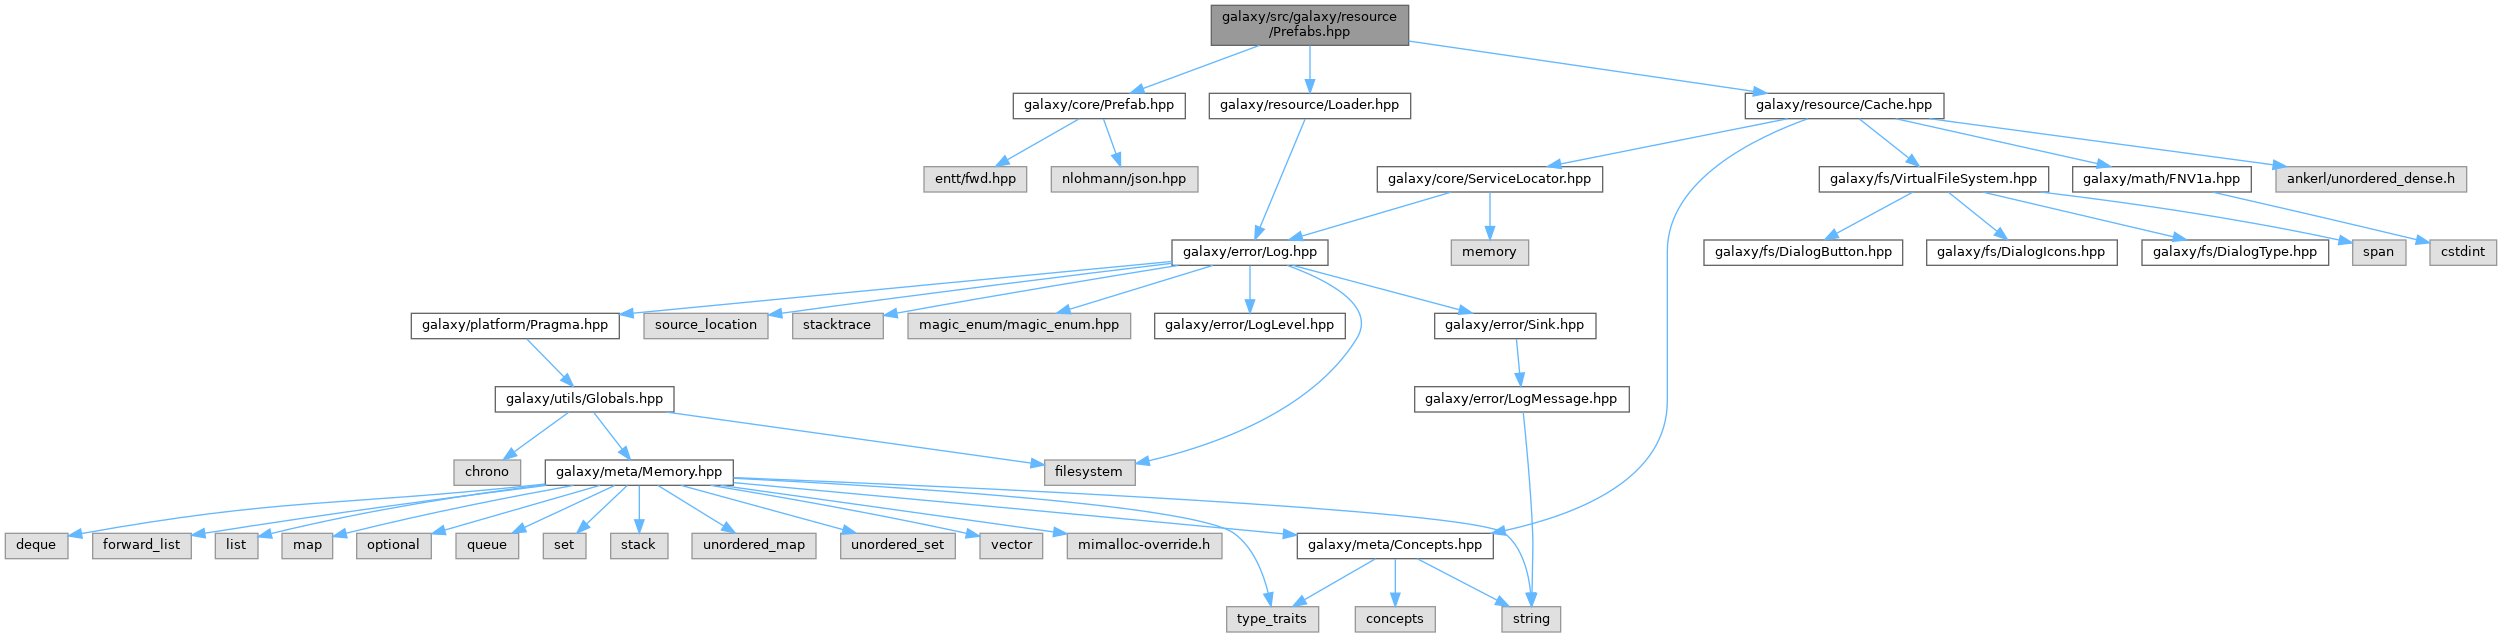 galaxy/src/galaxy/resource
/Prefabs.hpp
galaxy/core/Prefab.hpp
galaxy/resource/Loader.hpp
galaxy/resource/Cache.hpp
entt/fwd.hpp
nlohmann/json.hpp
galaxy/core/ServiceLocator.hpp
galaxy/fs/VirtualFileSystem.hpp
galaxy/math/FNV1a.hpp
ankerl/unordered_dense.h
galaxy/error/Log.hpp
memory
galaxy/fs/DialogButton.hpp
galaxy/fs/DialogIcons.hpp
galaxy/fs/DialogType.hpp
span
cstdint
galaxy/platform/Pragma.hpp
source_location
stacktrace
magic_enum/magic_enum.hpp
galaxy/error/LogLevel.hpp
galaxy/error/Sink.hpp
galaxy/utils/Globals.hpp
galaxy/error/LogMessage.hpp
chrono
galaxy/meta/Memory.hpp
filesystem
deque
forward_list
list
map
optional
queue
set
stack
unordered_map
unordered_set
vector
mimalloc-override.h
galaxy/meta/Concepts.hpp
type_traits
concepts
string